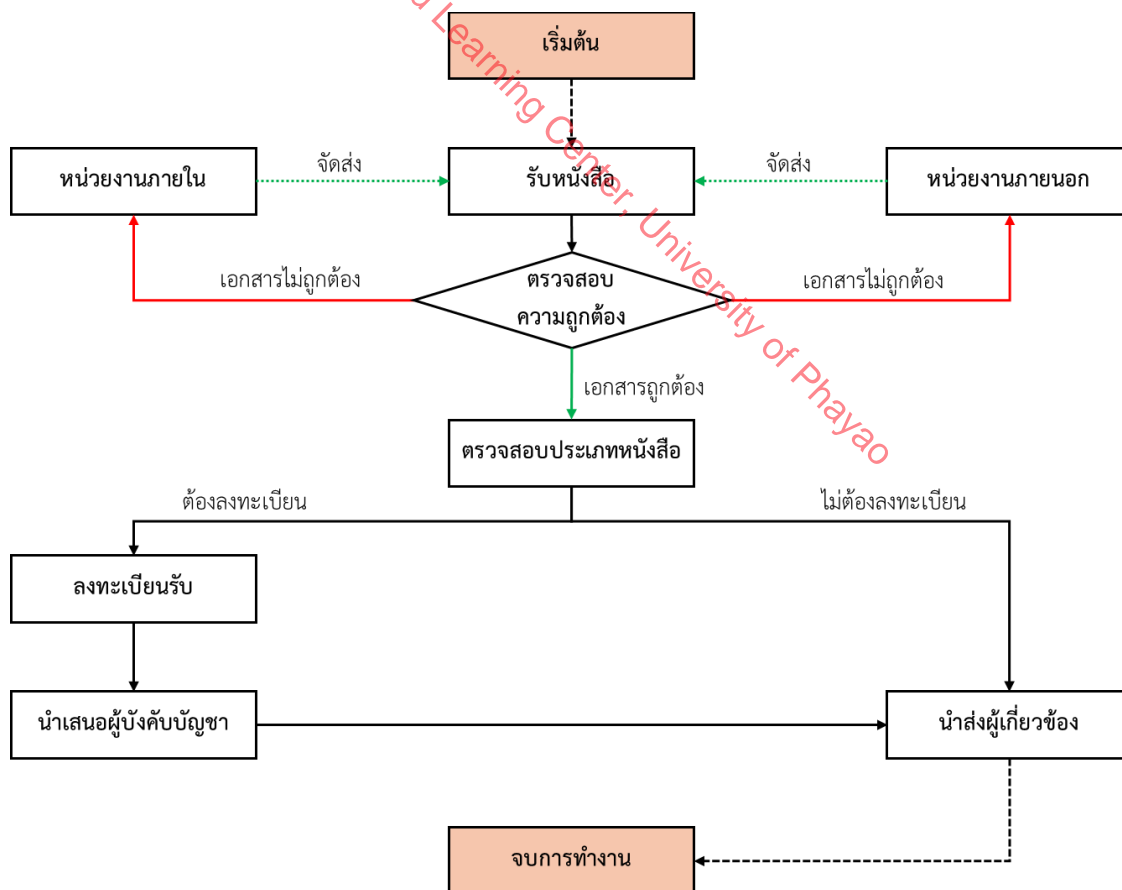 เริ่มต้น
หน่วยงานภายใน
จัดส่ง
รับหนังสือ
จัดส่ง
หน่วยงานภายนอก
เอกสารไม่ถูกต้อง
ตรวจสอบ
ความถูกต้อง
เอกสารไม่ถูกต้อง
เอกสารถูกต้อง
ตรวจสอบประเภทหนังสือ
ต้องลงทะเบียน
ไม่ต้องลงทะเบียน
ลงทะเบียนรับ
นำเสนอผู้บังคับบัญชา
นำส่งผู้เกี่ยวข้อง
จบการทำงาน
Learning Center, University of Phayao